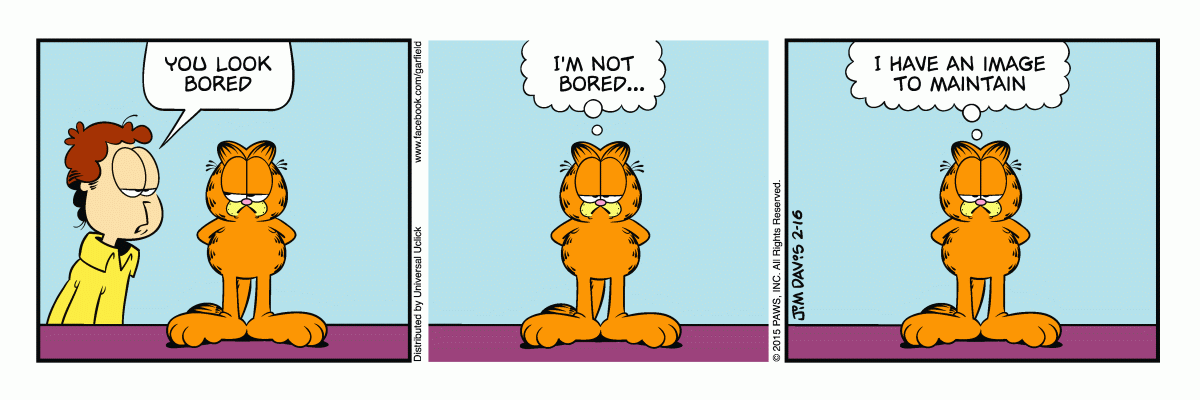 YOU LOOK
BORED
www.facebook.com/garfield
Distributed by Universal Uclick
I'M NOT
BORED...
© 2015 PAWS, INC. All Rights Reserved.
I HAVE AN IMAGE
TO MAINTAIN
JIM DAVIS 2-16